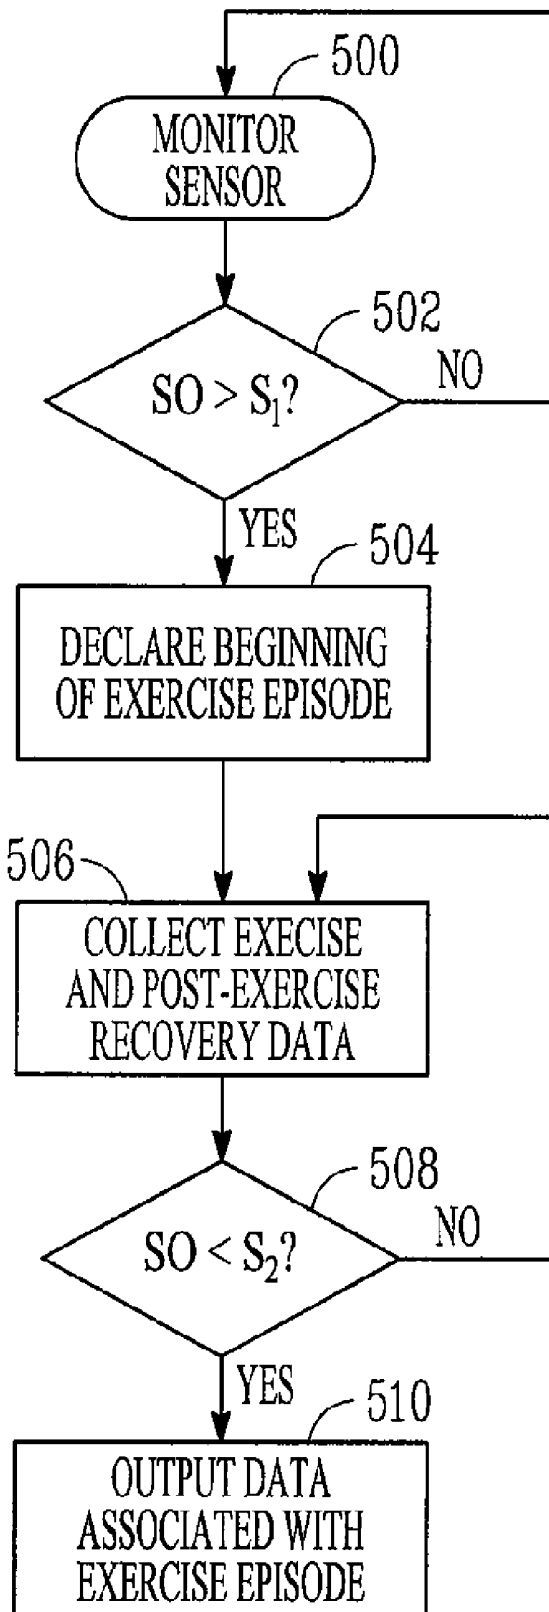 500
MONITOR
SENSOR
502
SO > S₁?
NO
YES
504
DECLARE BEGINNING
OF EXERCISE EPISODE
506
COLLECT EXECISE
AND POST-EXERCISE
RECOVERY DATA
508
SO < S₂?
NO
YES
510
OUTPUT DATA
ASSOCIATED WITH
EXERCISE EPISODE